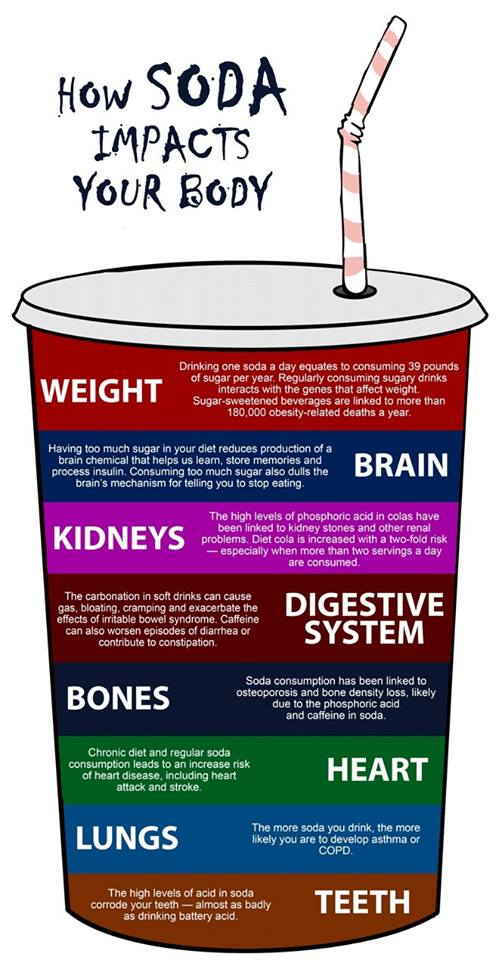 HOW SODA
IMPACTS
YOUR BODY
WEIGHT
Drinking one soda a day equates to consuming 39 pounds
of sugar per year. Regularly consuming sugary drinks
interacts with the genes that affect weight.
Sugar-sweetened beverages are linked to more than
180,000 obesity-related deaths a year.
Having too much sugar in your diet reduces production of a
brain chemical that helps us learn, store memories and
process insulin. Consuming too much sugar also dulls the
brain's mechanism for telling you to stop eating.
BRAIN
KIDNEYS
The high levels of phosphoric acid in colas have
been linked to kidney stones and other renal
problems. Diet cola is increased with a two-fold risk
— especially when more than two servings a day
are consumed.
The carbonation in soft drinks can cause
gas, bloating, cramping and exacerbate the
effects of irritable bowel syndrome. Caffeine
can also worsen episodes of diarrhea or
contribute to constipation.
DIGESTIVE
SYSTEM
BONES
Soda consumption has been linked to
osteoporosis and bone density loss, likely
due to the phosphoric acid
and caffeine in soda.
Chronic diet and regular soda
consumption leads to an increase risk
of heart disease, including heart
attack and stroke.
HEART
LUNGS
The more soda you drink, the more
likely you are to develop asthma or
COPD.
The high levels of acid in soda
corrode your teeth — almost as badly
as drinking battery acid.
TEETH